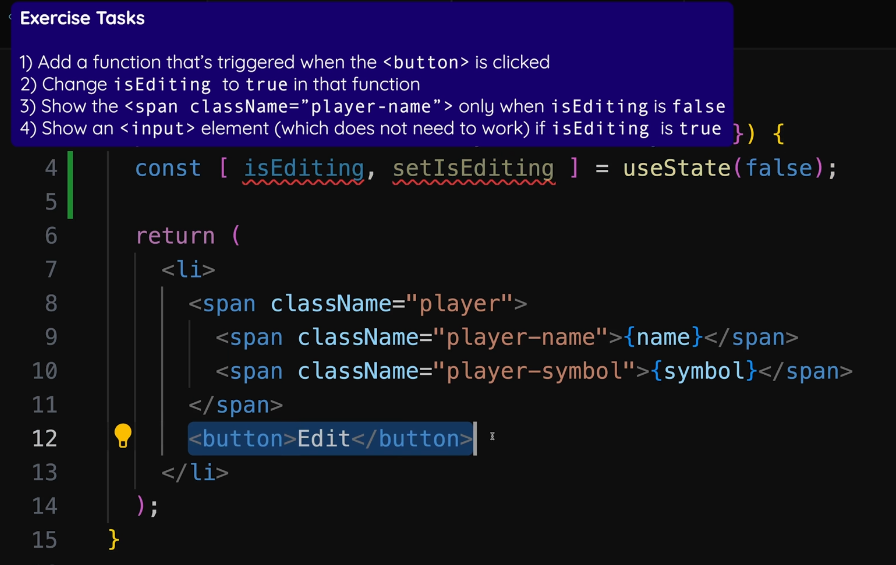 Exercise Tasks
1) Add a function that's triggered when the <button> is clicked
2) Change isEditing to true in that function
3) Show the <span className="player-name"> only when isEditing is false
4) Show an <input> element (which does not need to work) if isEditing is true
}) {
4 const [ isEditing, setIsEditing ] = useState(false);
5
6 return (
7 <li>
8 <span className="player">
9 <span className="player-name">{name}</span>
10 <span className="player-symbol">{symbol}</span>
11 </span>
12 <button>Edit</button>
13 </li>
14 );
15 }